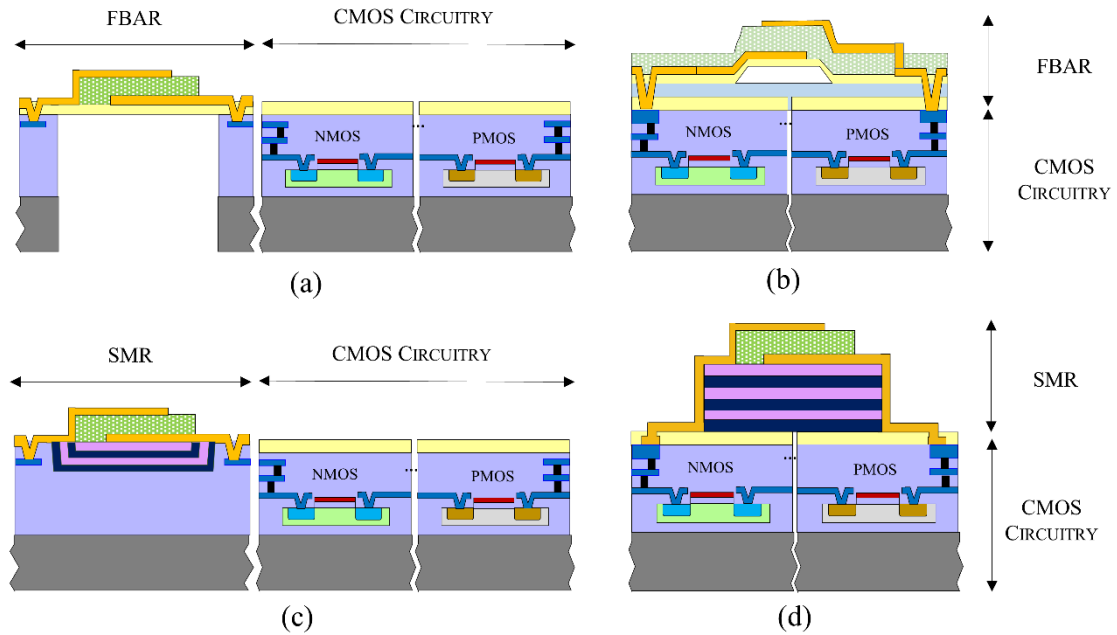 FBAR
CMOS CIRCUITRY
NMOS
...
PMOS
(a)
FBAR
NMOS
...
PMOS
CMOS
CIRCUITRY
(b)
SMR
CMOS CIRCUITRY
NMOS
...
PMOS
(c)
SMR
NMOS
...
PMOS
CMOS
CIRCUITRY
(d)